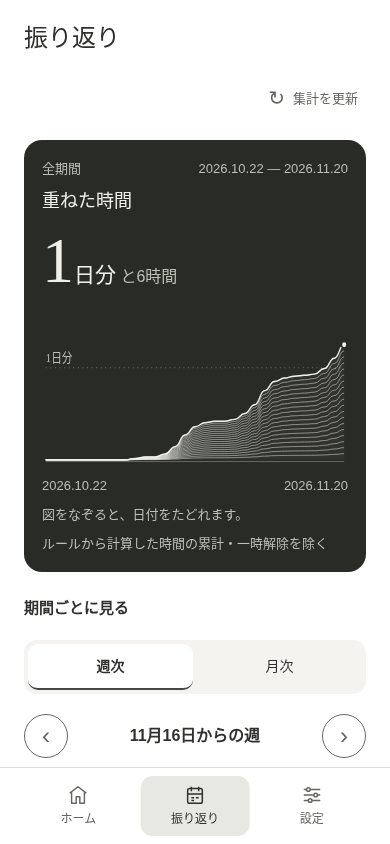 振り返り
↻ 集計を更新
全期間 2026.10.22 — 2026.11.20
重ねた時間
1日分 と6時間
1日分
2026.10.22 2026.11.20
図をなぞると、日付をたどれます。
ルールから計算した時間の累計・一時解除を除く
期間ごとに見る
週次 月次
‹ 11月16日からの週 ›
ホーム 振り返り 設定